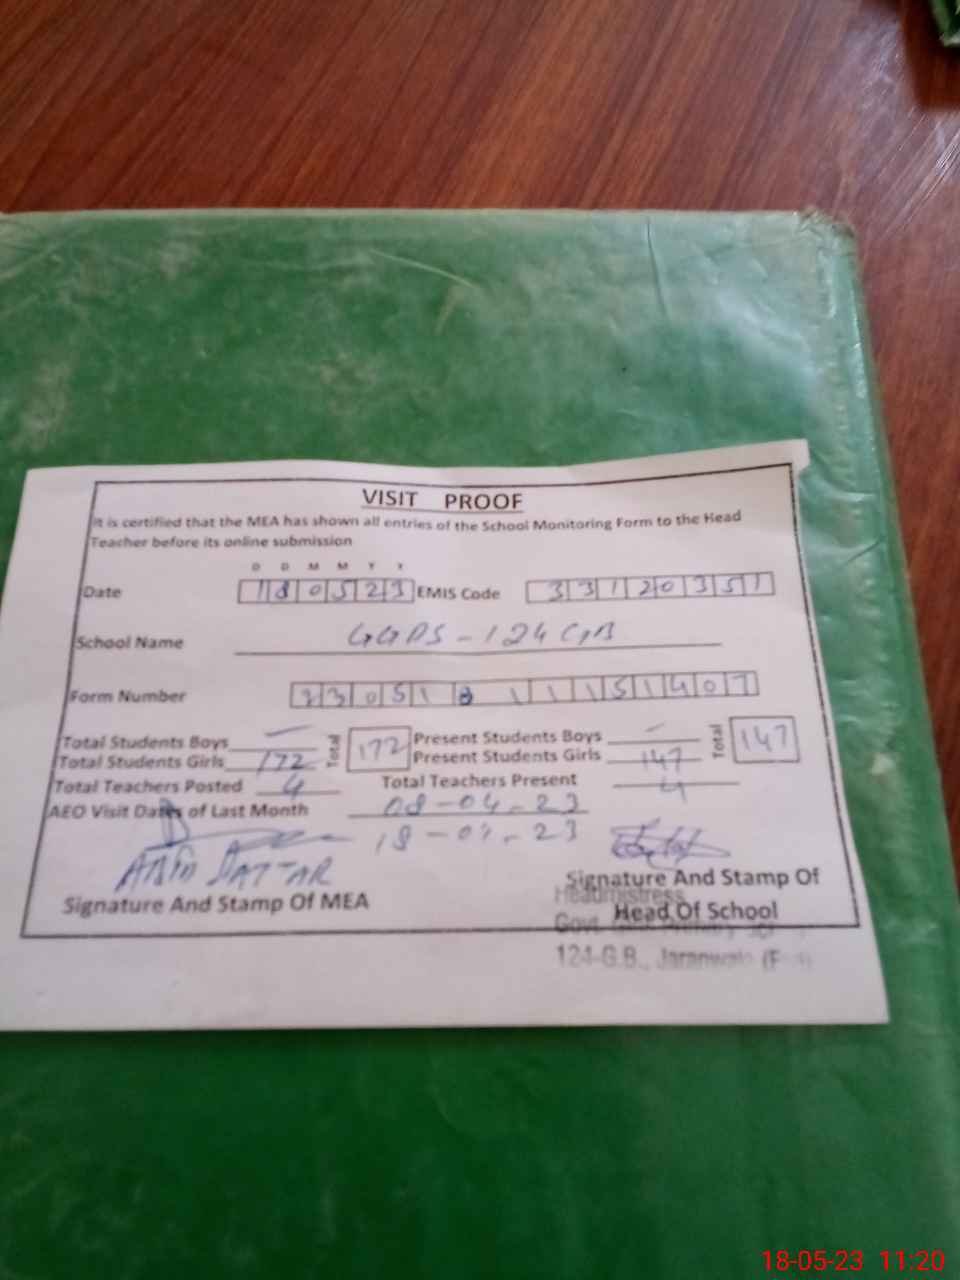 VISIT PROOF
It is certified that the MEA has shown all entries of the School Monitoring Form to the Head
Teacher before its online submission
D D M M Y Y
Date 180523 EMIS Code 33120351
School Name GGPS - 124 GB
Form Number
Total Students Boys — Total 172 Present Students Boys — Total 147
Total Students Girls 172 Present Students Girls 147
Total Teachers Posted 4 Total Teachers Present 4
AEO Visit Dates of Last Month 08-04-23
18-04-23
SATTAR
Signature And Stamp Of MEA
Signature And Stamp Of
Head Of School
Headmistress
Govt.
124-G.B., Jaranwala
18-05-23 11:20